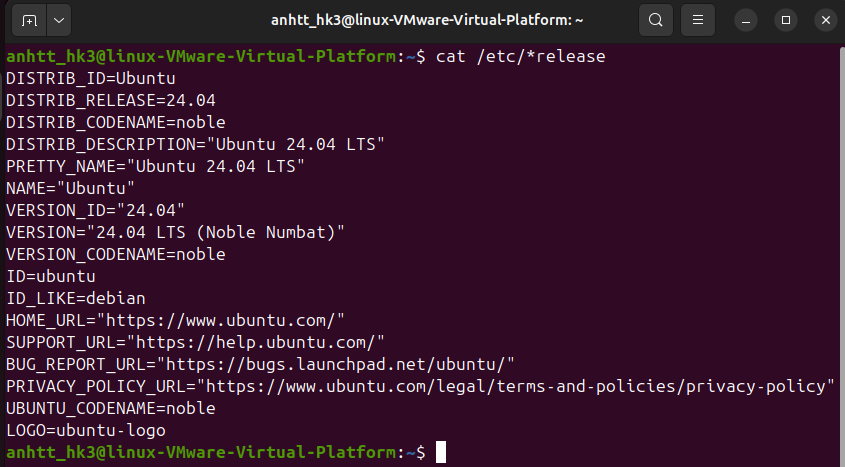 anhtt_hk3@linux-VMware-Virtual-Platform: ~
anhtt_hk3@linux-VMware-Virtual-Platform:~$ cat /etc/*release
DISTRIB_ID=Ubuntu
DISTRIB_RELEASE=24.04
DISTRIB_CODENAME=noble
DISTRIB_DESCRIPTION="Ubuntu 24.04 LTS"
PRETTY_NAME="Ubuntu 24.04 LTS"
NAME="Ubuntu"
VERSION_ID="24.04"
VERSION="24.04 LTS (Noble Numbat)"
VERSION_CODENAME=noble
ID=ubuntu
ID_LIKE=debian
HOME_URL="https://www.ubuntu.com/"
SUPPORT_URL="https://help.ubuntu.com/"
BUG_REPORT_URL="https://bugs.launchpad.net/ubuntu/"
PRIVACY_POLICY_URL="https://www.ubuntu.com/legal/terms-and-policies/privacy-policy"
UBUNTU_CODENAME=noble
LOGO=ubuntu-logo
anhtt_hk3@linux-VMware-Virtual-Platform:~$